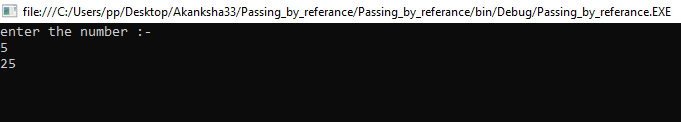 file:///C:/Users/pp/Desktop/Akanksha33/Passing_by_referance/Passing_by_referance/bin/Debug/Passing_by_referance.EXE
enter the number :-
5
25